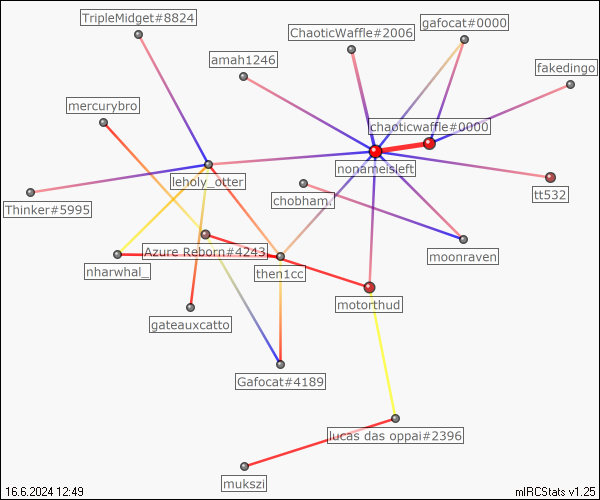 TripleMidget#8824
ChaoticWaffle#2006
gafocat#0000
amah1246
fakedingo
mercurybro
chaoticwaffle#0000
nonameisleft
leholy_otter
tt532
chobham.
Thinker#5995
Azure Reborn#4243
moonraven
nharwhal_
then1cc
motorthud
gateauxcatto
Gafocat#4189
lucas das oppai#2396
mukszi
16.6.2024 12:49
mIRCStats v1.25